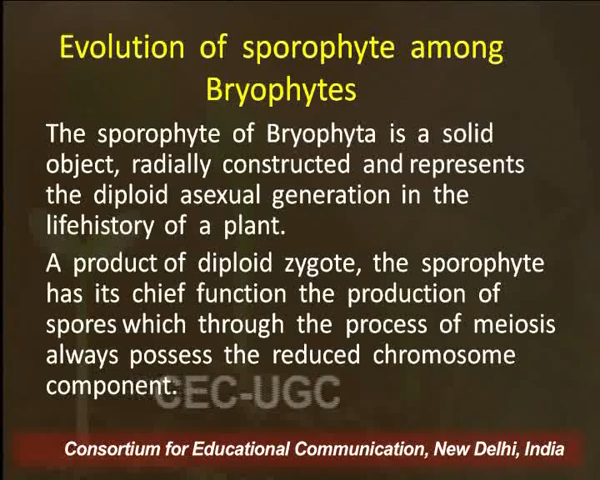 Evolution of sporophyte among
Bryophytes
The sporophyte of Bryophyta is a solid
object, radially constructed and represents
the diploid asexual generation in the
lifehistory of a plant.
A product of diploid zygote, the sporophyte
has its chief function the production of
spores which through the process of meiosis
always possess the reduced chromosome
component.
CEC-UGC
Consortium for Educational Communication, New Delhi, India